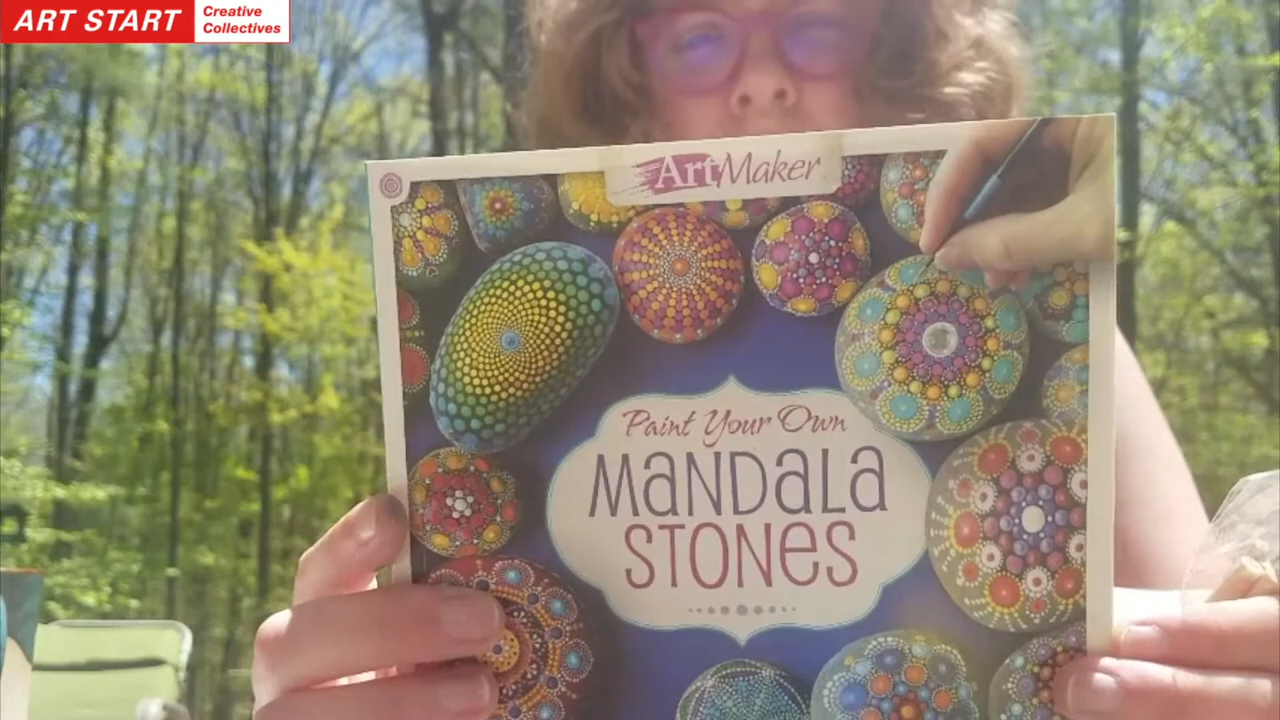 ART START
Creative
Collectives
ArtMaker
Paint Your Own
MANDALA
STONES